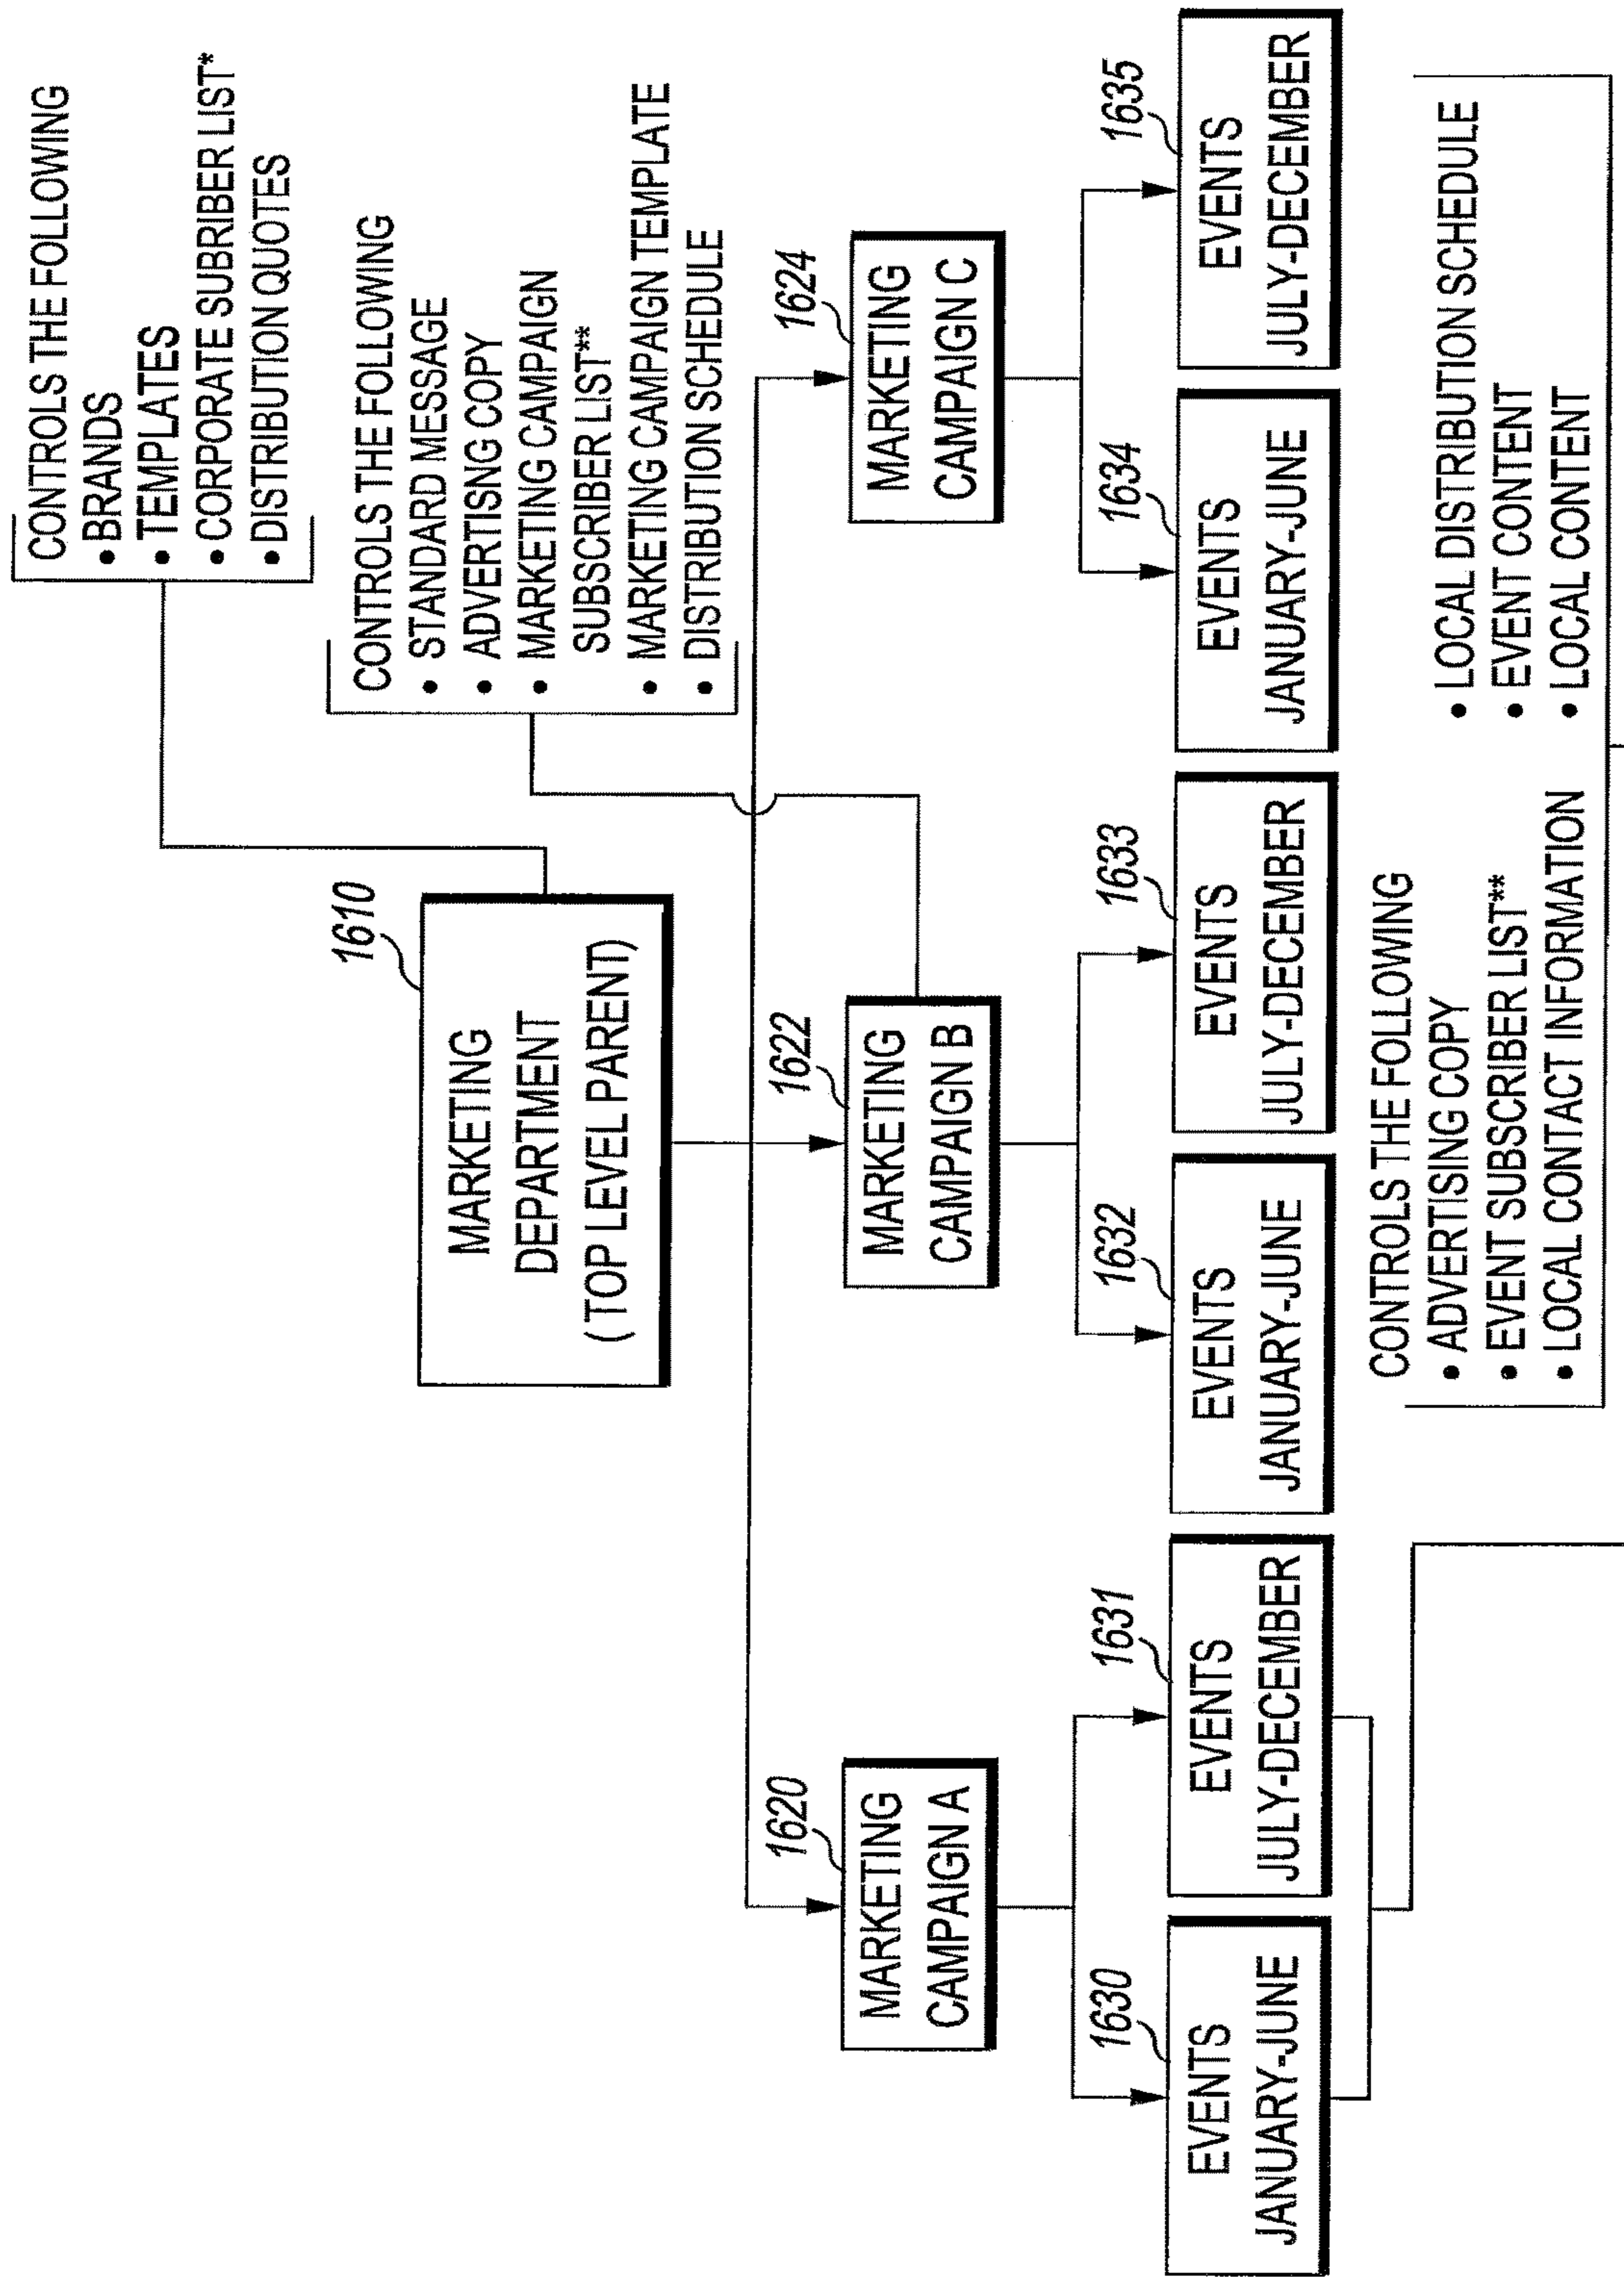 CONTROLS THE FOLLOWING
• BRANDS
• TEMPLATES
• CORPORATE SUBRIBER LIST*
• DISTRIBUTION QUOTES
1610
MARKETING
DEPARTMENT
(TOP LEVEL PARENT)
CONTROLS THE FOLLOWING
• STANDARD MESSAGE
• ADVERTISNG COPY
• MARKETING CAMPAIGN
SUBSCRIBER LIST**
• MARKETING CAMPAIGN TEMPLATE
• DISTRIBUTION SCHEDULE
1620
MARKETING
CAMPAIGN A
1622
MARKETING
CAMPAIGN B
1624
MARKETING
CAMPAIGN C
1630
EVENTS
JANUARY-JUNE
1631
EVENTS
JULY-DECEMBER
1632
EVENTS
JANUARY-JUNE
1633
EVENTS
JULY-DECEMBER
1634
EVENTS
JANUARY-JUNE
1635
EVENTS
JULY-DECEMBER
CONTROLS THE FOLLOWING
• ADVERTISING COPY
• EVENT SUBSCRIBER LIST**
• LOCAL CONTACT INFORMATION
• LOCAL DISTRIBUTION SCHEDULE
• EVENT CONTENT
• LOCAL CONTENT